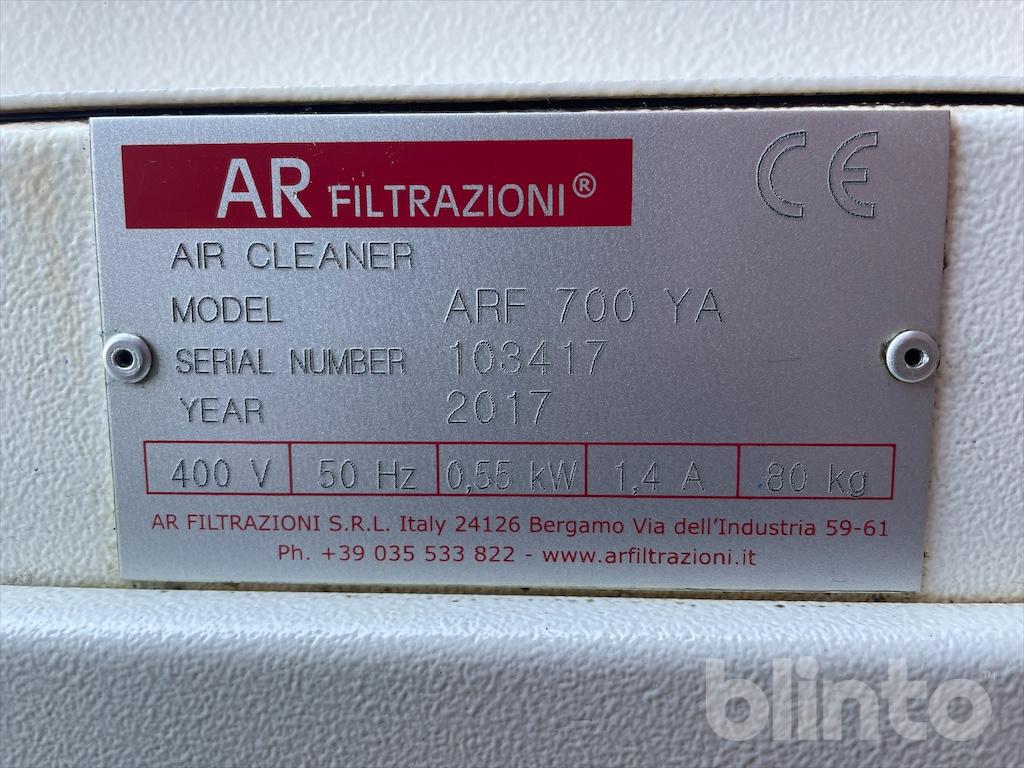 AR FILTRAZIONI®
CE
AIR CLEANER
MODEL ARF 700 YA
SERIAL NUMBER 103417
YEAR 2017
400 V 50 Hz 0,55 kW 1,4 A 80 kg
AR FILTRAZIONI S.R.L. Italy 24126 Bergamo Via dell'Industria 59-61
Ph. +39 035 533 822 - www.arfiltrazioni.it
blinto™